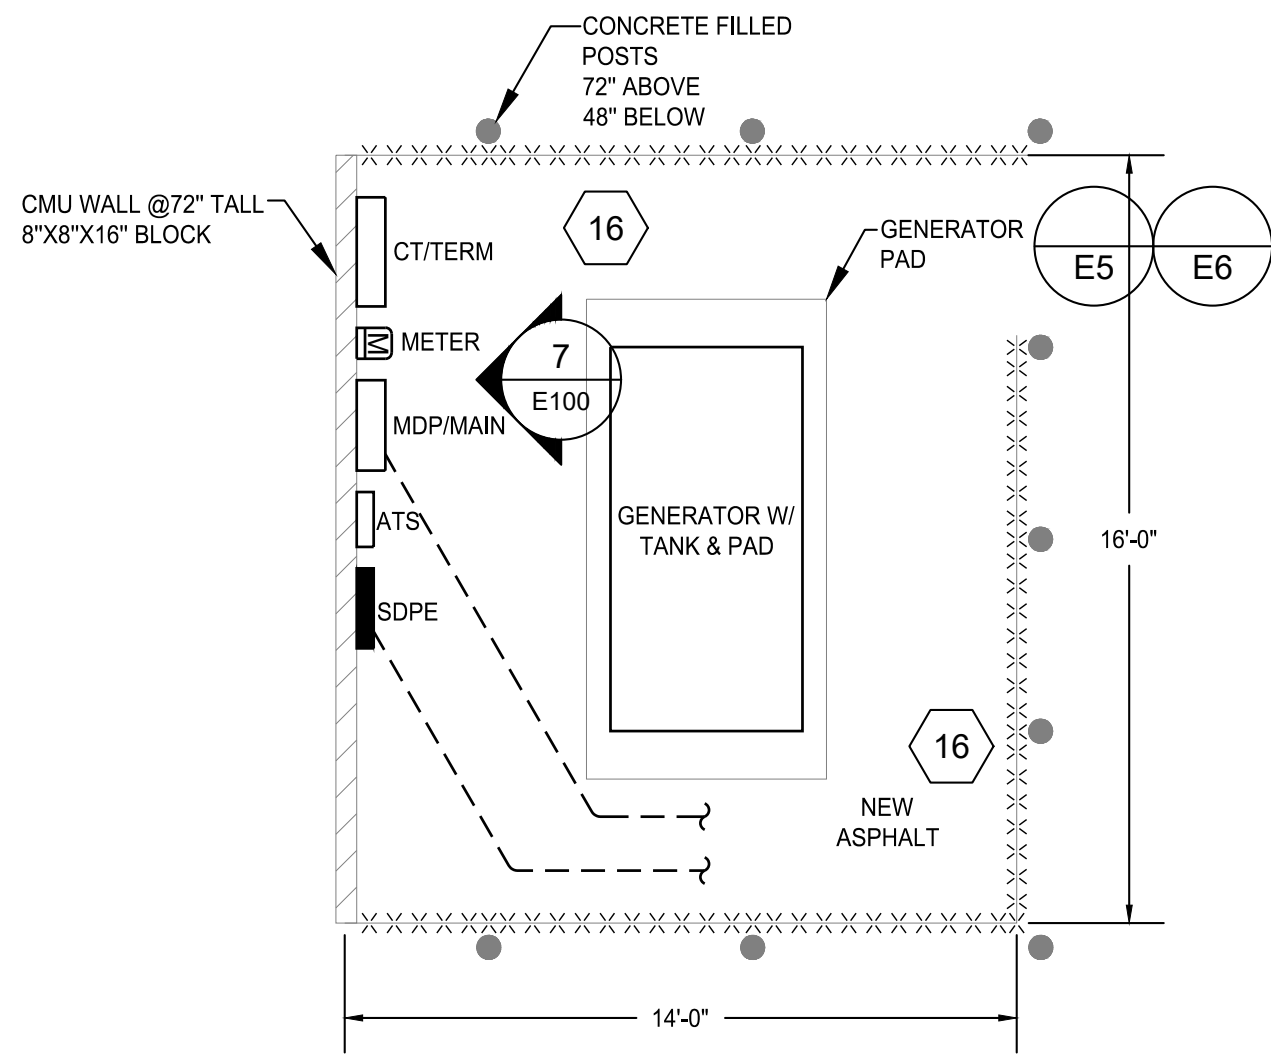 CONCRETE FILLED
POSTS
72" ABOVE
48" BELOW
CMU WALL @72" TALL
8"X8"X16" BLOCK
16
GENERATOR
PAD
E5
E6
CT/TERM
M
METER
7
E100
MDP/MAIN
ATS
GENERATOR W/
TANK & PAD
16'-0"
SDPE
16
NEW
ASPHALT
14'-0"